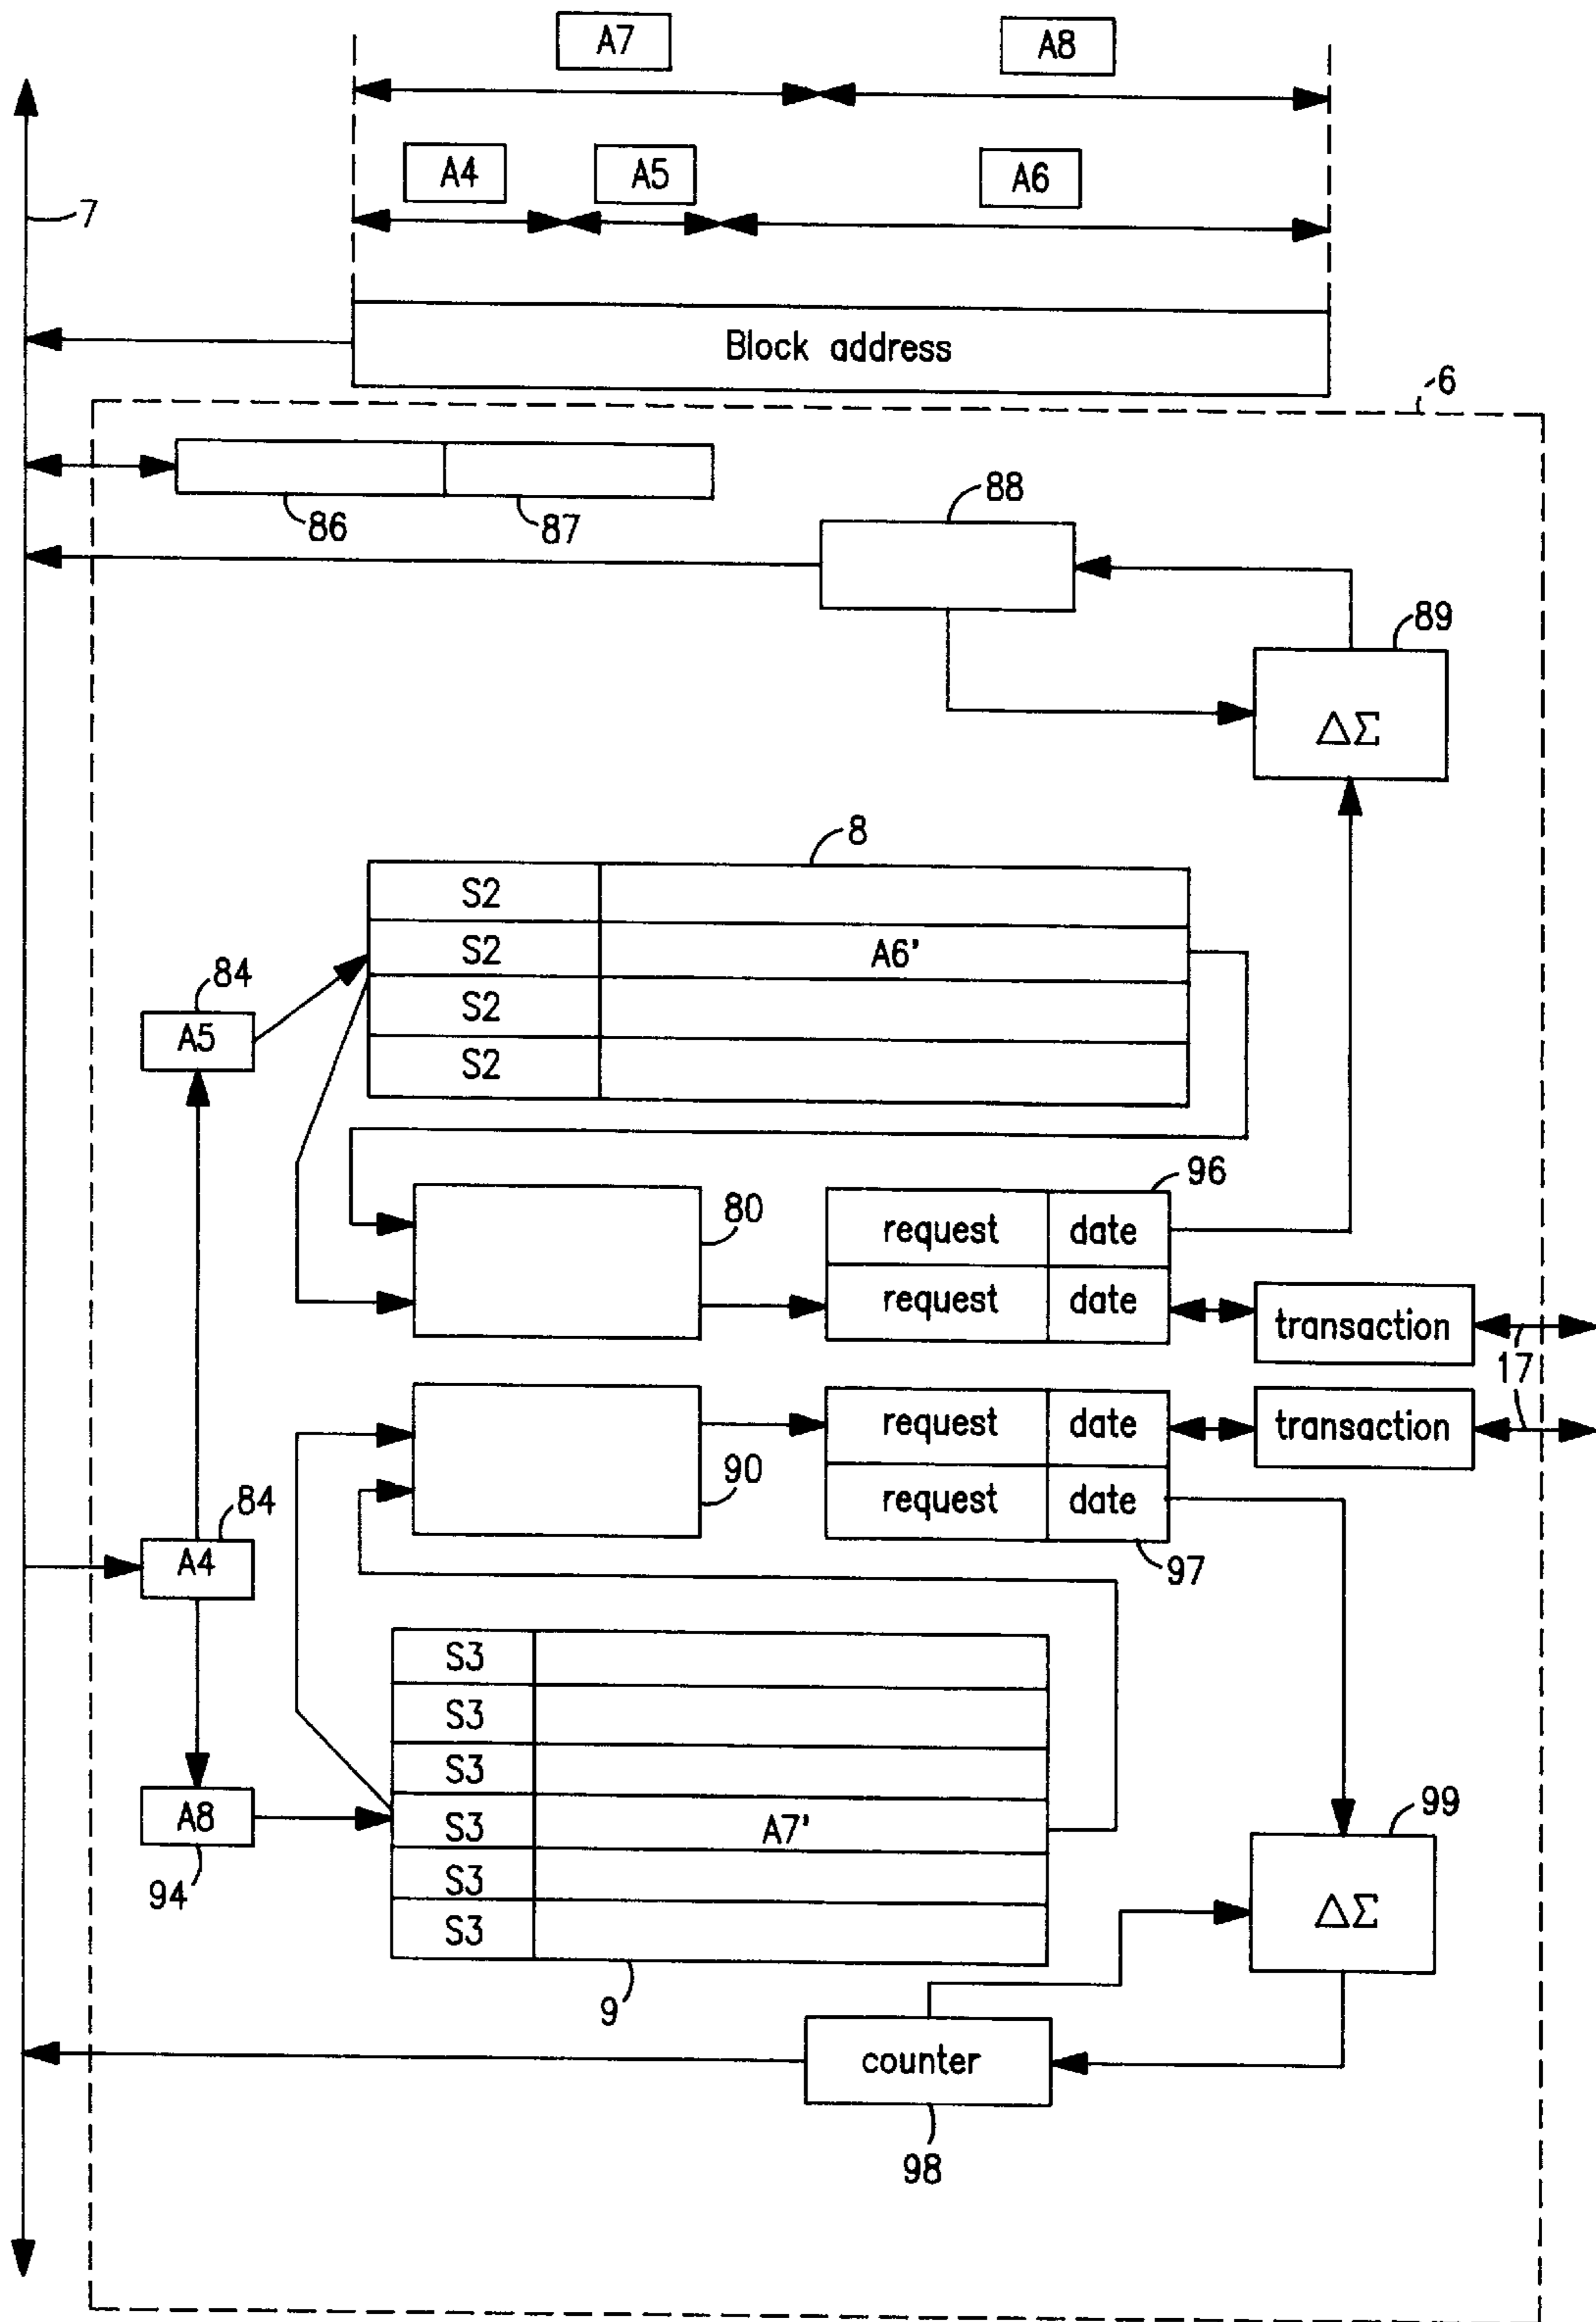 A7 A8
A4 A5 A6
7
Block address
6
86 87
88
89
ΔΣ
8
S2
S2 A6'
S2
S2
84
A5
96
80
request date
request date
transaction
17
request date
transaction
90
request date
97
84
A4
S3
S3
S3
S3 A7'
S3
S3
A8
94
99
ΔΣ
9
counter
98